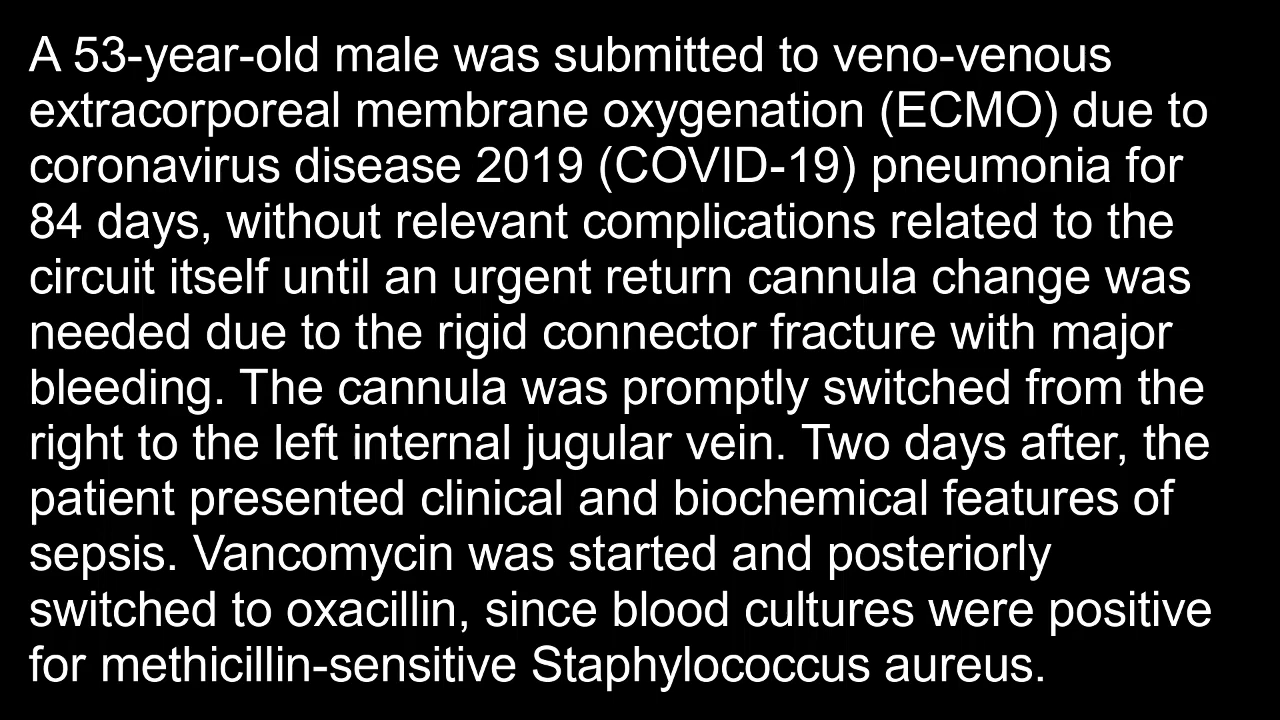 A 53-year-old male was submitted to veno-venous
extracorporeal membrane oxygenation (ECMO) due to
coronavirus disease 2019 (COVID-19) pneumonia for
84 days, without relevant complications related to the
circuit itself until an urgent return cannula change was
needed due to the rigid connector fracture with major
bleeding. The cannula was promptly switched from the
right to the left internal jugular vein. Two days after, the
patient presented clinical and biochemical features of
sepsis. Vancomycin was started and posteriorly
switched to oxacillin, since blood cultures were positive
for methicillin-sensitive Staphylococcus aureus.